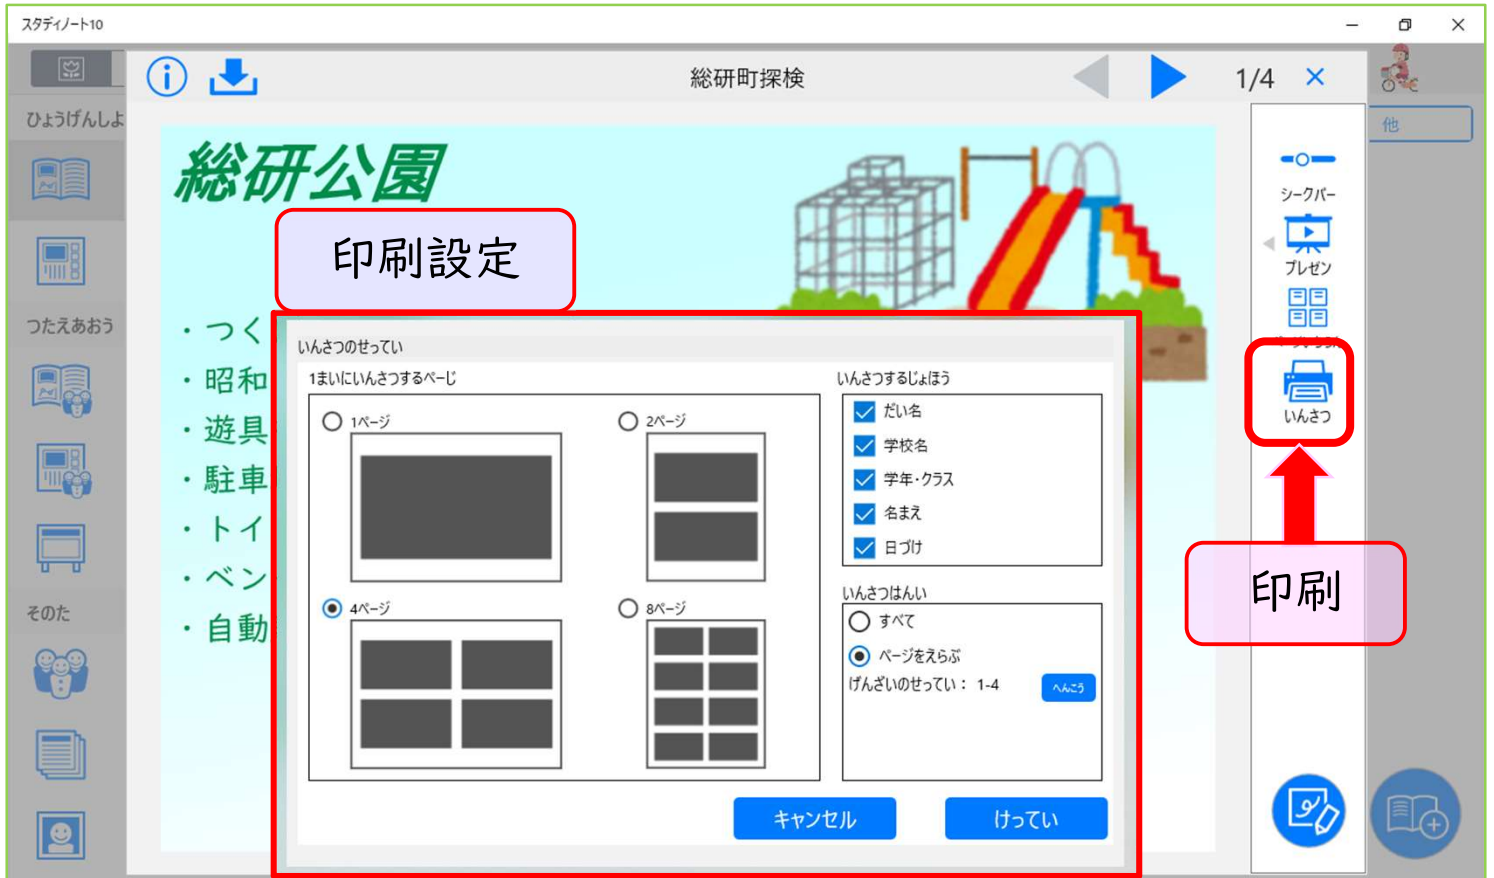 スタディノート10
総研町探検
1/4
ひょうげんしよ
他
総研公園
シークバー
印刷設定
プレゼン
つたえあおう
・つく
いんさつのせってい
・昭和
1まいにいんさつするページ
いんさつするじょほう
いんさつ
・遊具
1ページ
2ページ
だい名
学校名
・駐車
学年・クラス
名まえ
・トイ
日づけ
・ベン
印刷
いんさつはんい
そのた
4ページ
8ページ
すべて
・自動
ページをえらぶ
げんざいのせってい： 1-4
へんこう
キャンセル
けってい